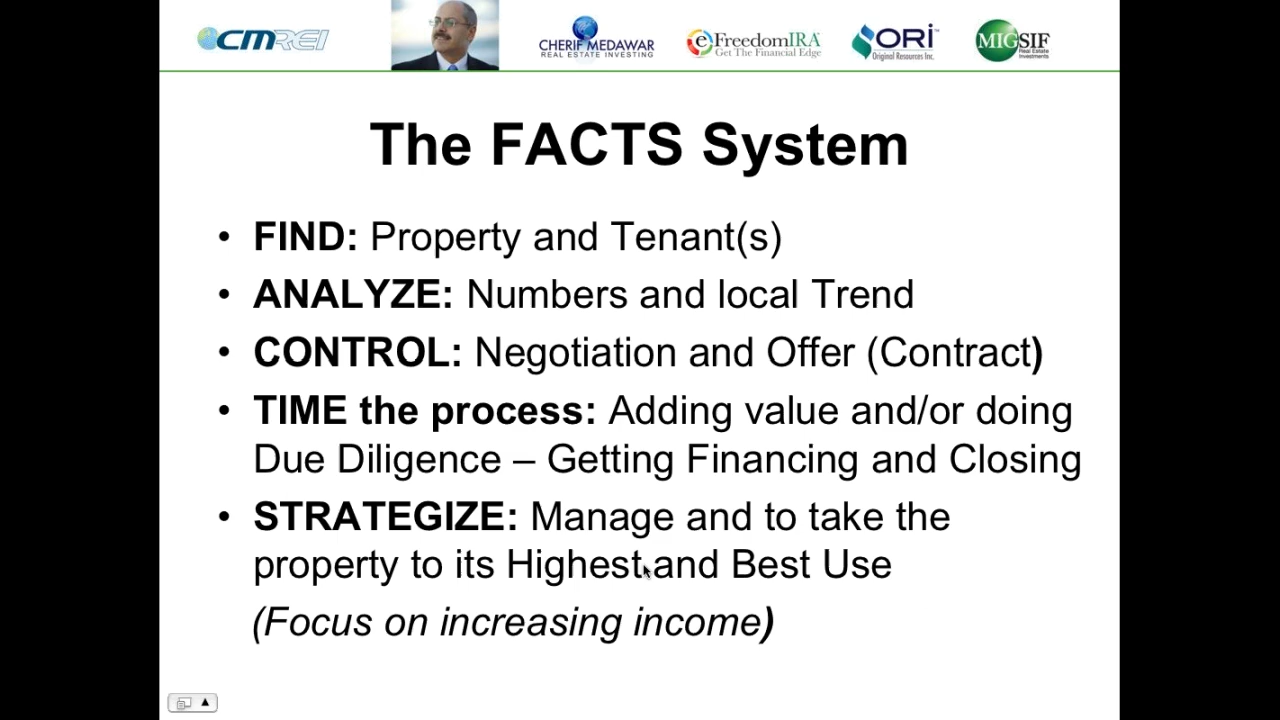 CMREI
CHERIF MEDAWAR
REAL ESTATE INVESTING
eFreedomIRA
Get The Financial Edge
ORi™
Original Resources Inc.
MIGSIF
Real Estate
Investments
The FACTS System
• FIND: Property and Tenant(s)
• ANALYZE: Numbers and local Trend
• CONTROL: Negotiation and Offer (Contract)
• TIME the process: Adding value and/or doing
Due Diligence – Getting Financing and Closing
• STRATEGIZE: Manage and to take the
property to its Highest and Best Use
(Focus on increasing income)